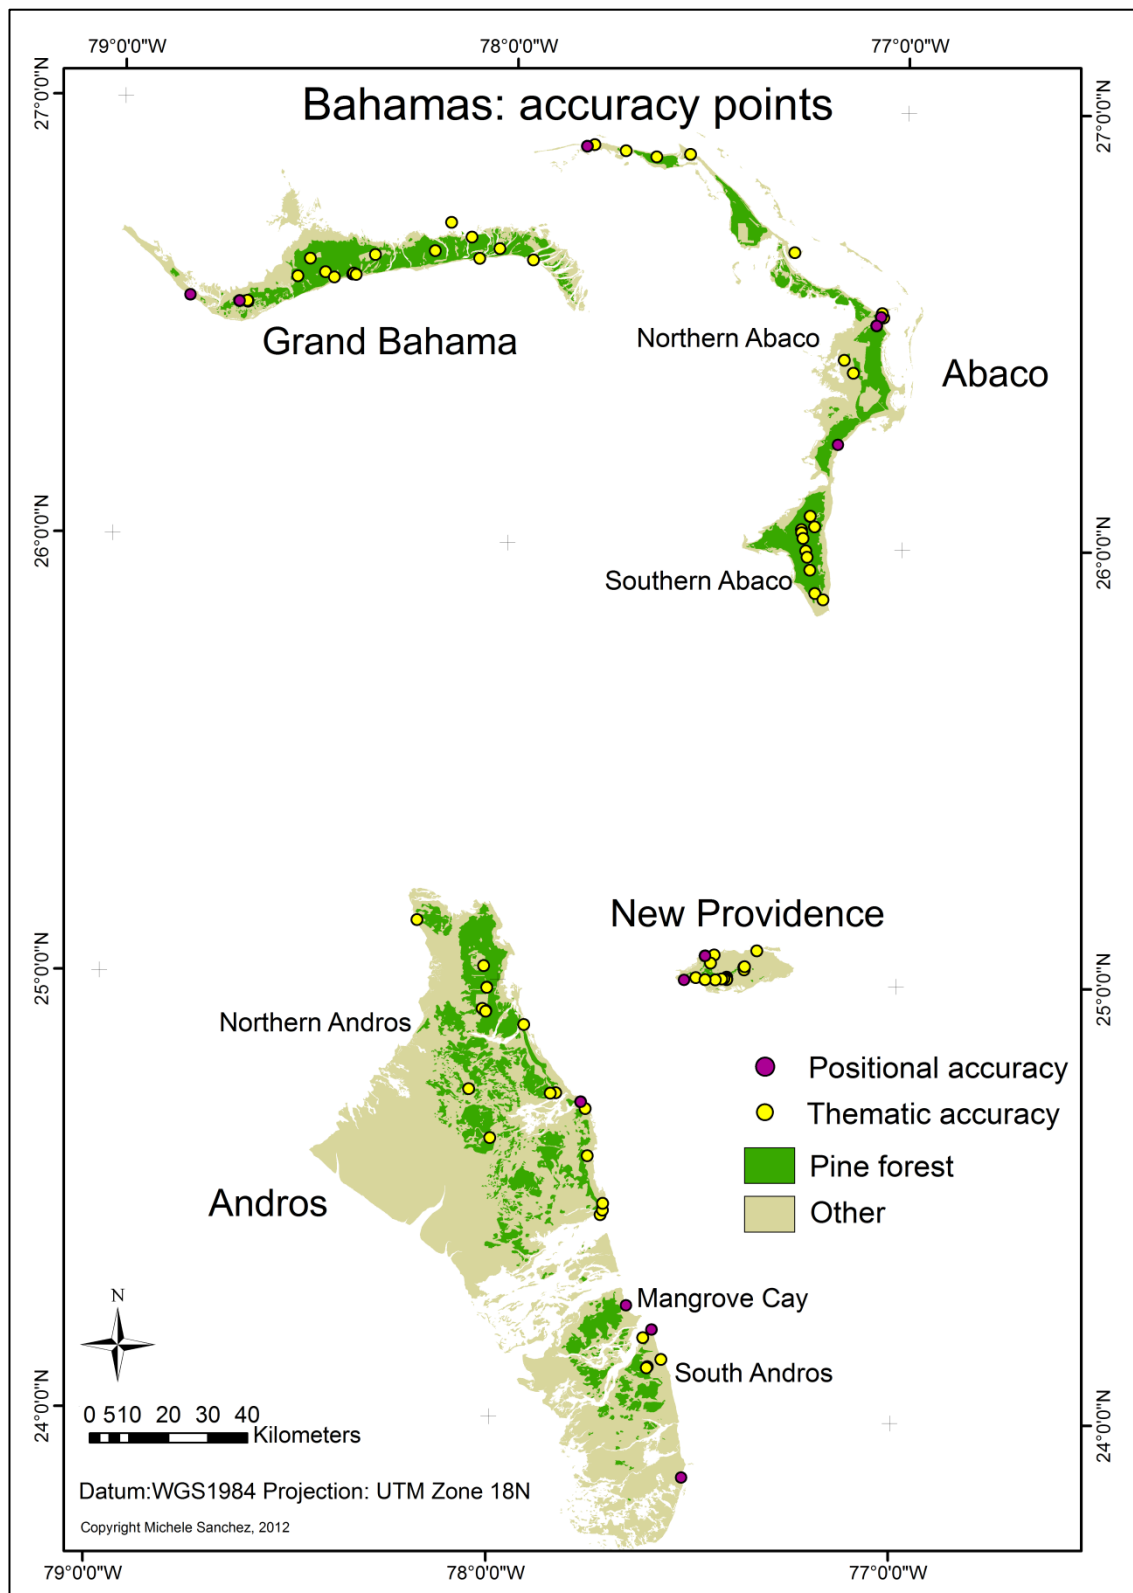 79°0'0"W 78°0'0"W 77°0'0"W
27°0'0"N
27°0'0"N
Bahamas: accuracy points
Grand Bahama
Northern Abaco
Abaco
26°0'0"N
26°0'0"N
Southern Abaco
New Providence
25°0'0"N
25°0'0"N
Northern Andros
Positional accuracy
Thematic accuracy
Pine forest
Other
Andros
Mangrove Cay
N
South Andros
24°0'0"N
24°0'0"N
0 5 10 20 30 40
Kilometers
Datum:WGS1984 Projection: UTM Zone 18N
Copyright Michele Sanchez, 2012
79°0'0"W 78°0'0"W 77°0'0"W